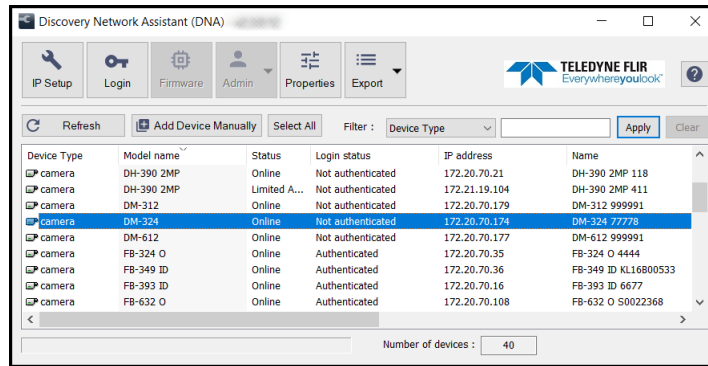 Discovery Network Assistant (DNA)
IP Setup Login Firmware Admin Properties Export
TELEDYNE FLIR
Everywhereyoulook
?
Refresh Add Device Manually Select All Filter : Device Type Apply Clear
Device Type Model name Status Login status IP address Name
camera DH-390 2MP Online Not authenticated 172.20.70.21 DH-390 2MP 118
camera DH-390 2MP Limited A... Not authenticated 172.21.19.104 DH-390 2MP 411
camera DM-312 Online Not authenticated 172.20.70.179 DM-312 999991
camera DM-324 Online Not authenticated 172.20.70.174 DM-324 77778
camera DM-612 Online Not authenticated 172.20.70.177 DM-612 999991
camera FB-324 O Online Authenticated 172.20.70.35 FB-324 O 4444
camera FB-349 ID Online Authenticated 172.20.70.36 FB-349 ID KL16B00533
camera FB-393 ID Online Authenticated 172.20.70.16 FB-393 ID 6677
camera FB-632 O Online Authenticated 172.20.70.108 FB-632 O S0022368
Number of devices : 40